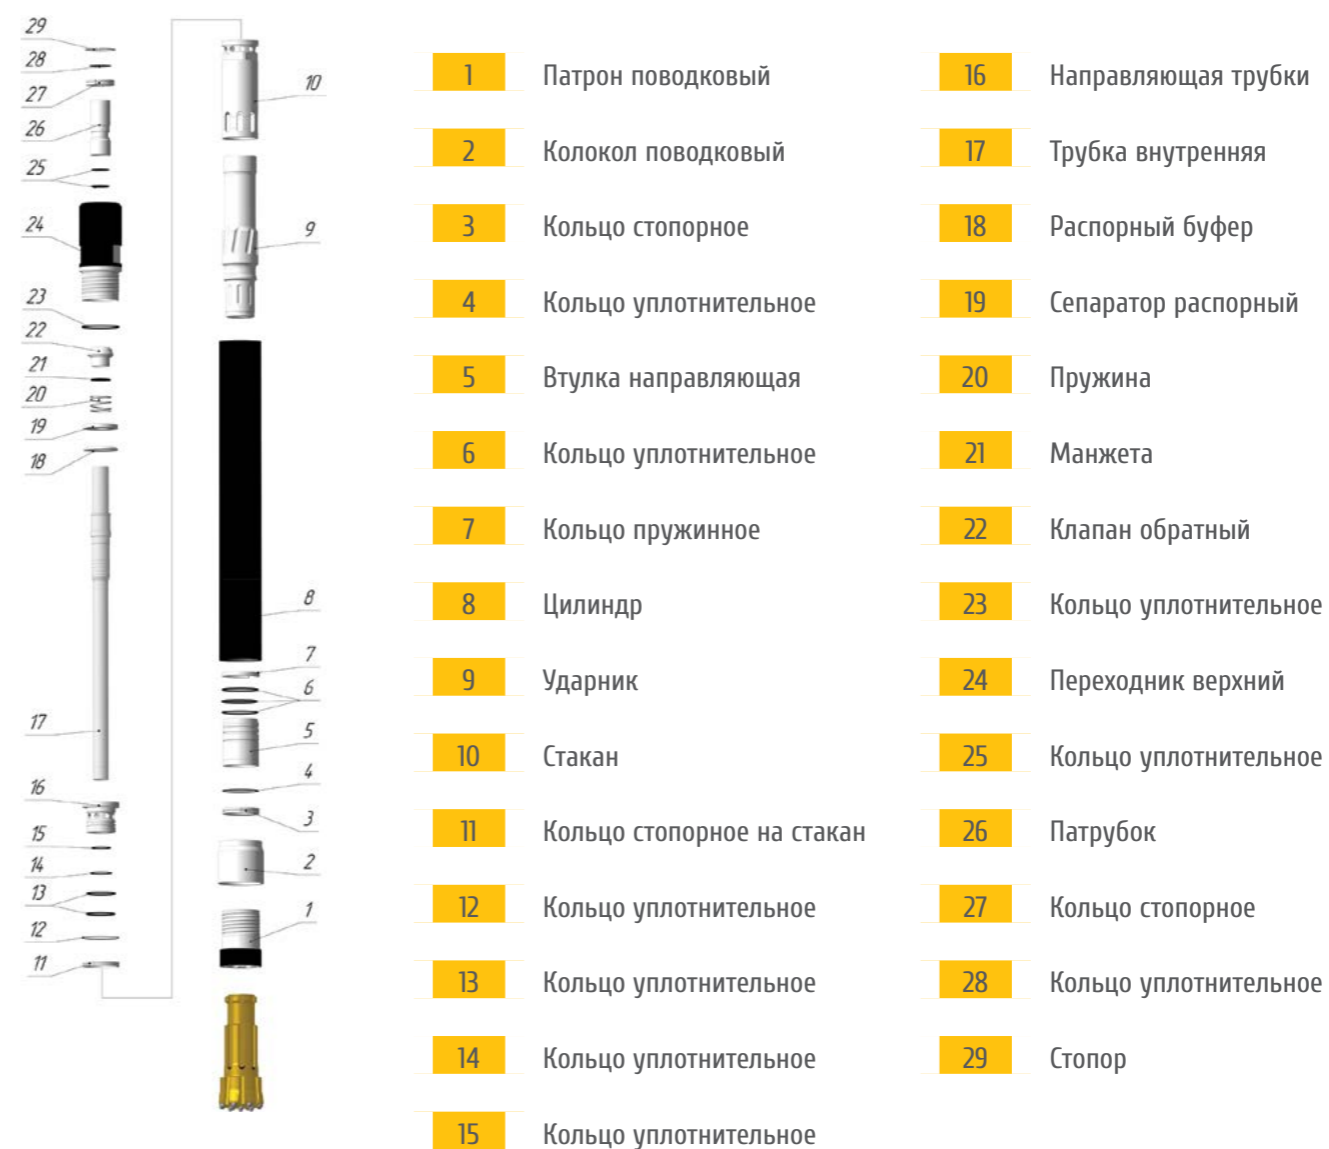 29
28
27
26
25
24
23
22
21
20
19
18
17
16
15
14
13
12
11
10
9
8
7
6
5
4
3
2
1
1 Патрон поводковый
2 Колокол поводковый
3 Кольцо стопорное
4 Кольцо уплотнительное
5 Втулка направляющая
6 Кольцо уплотнительное
7 Кольцо пружинное
8 Цилиндр
9 Ударник
10 Стакан
11 Кольцо стопорное на стакан
12 Кольцо уплотнительное
13 Кольцо уплотнительное
14 Кольцо уплотнительное
15 Кольцо уплотнительное
16 Направляющая трубки
17 Трубка внутренняя
18 Распорный буфер
19 Сепаратор распорный
20 Пружина
21 Манжета
22 Клапан обратный
23 Кольцо уплотнительное
24 Переходник верхний
25 Кольцо уплотнительное
26 Патрубок
27 Кольцо стопорное
28 Кольцо уплотнительное
29 Стопор